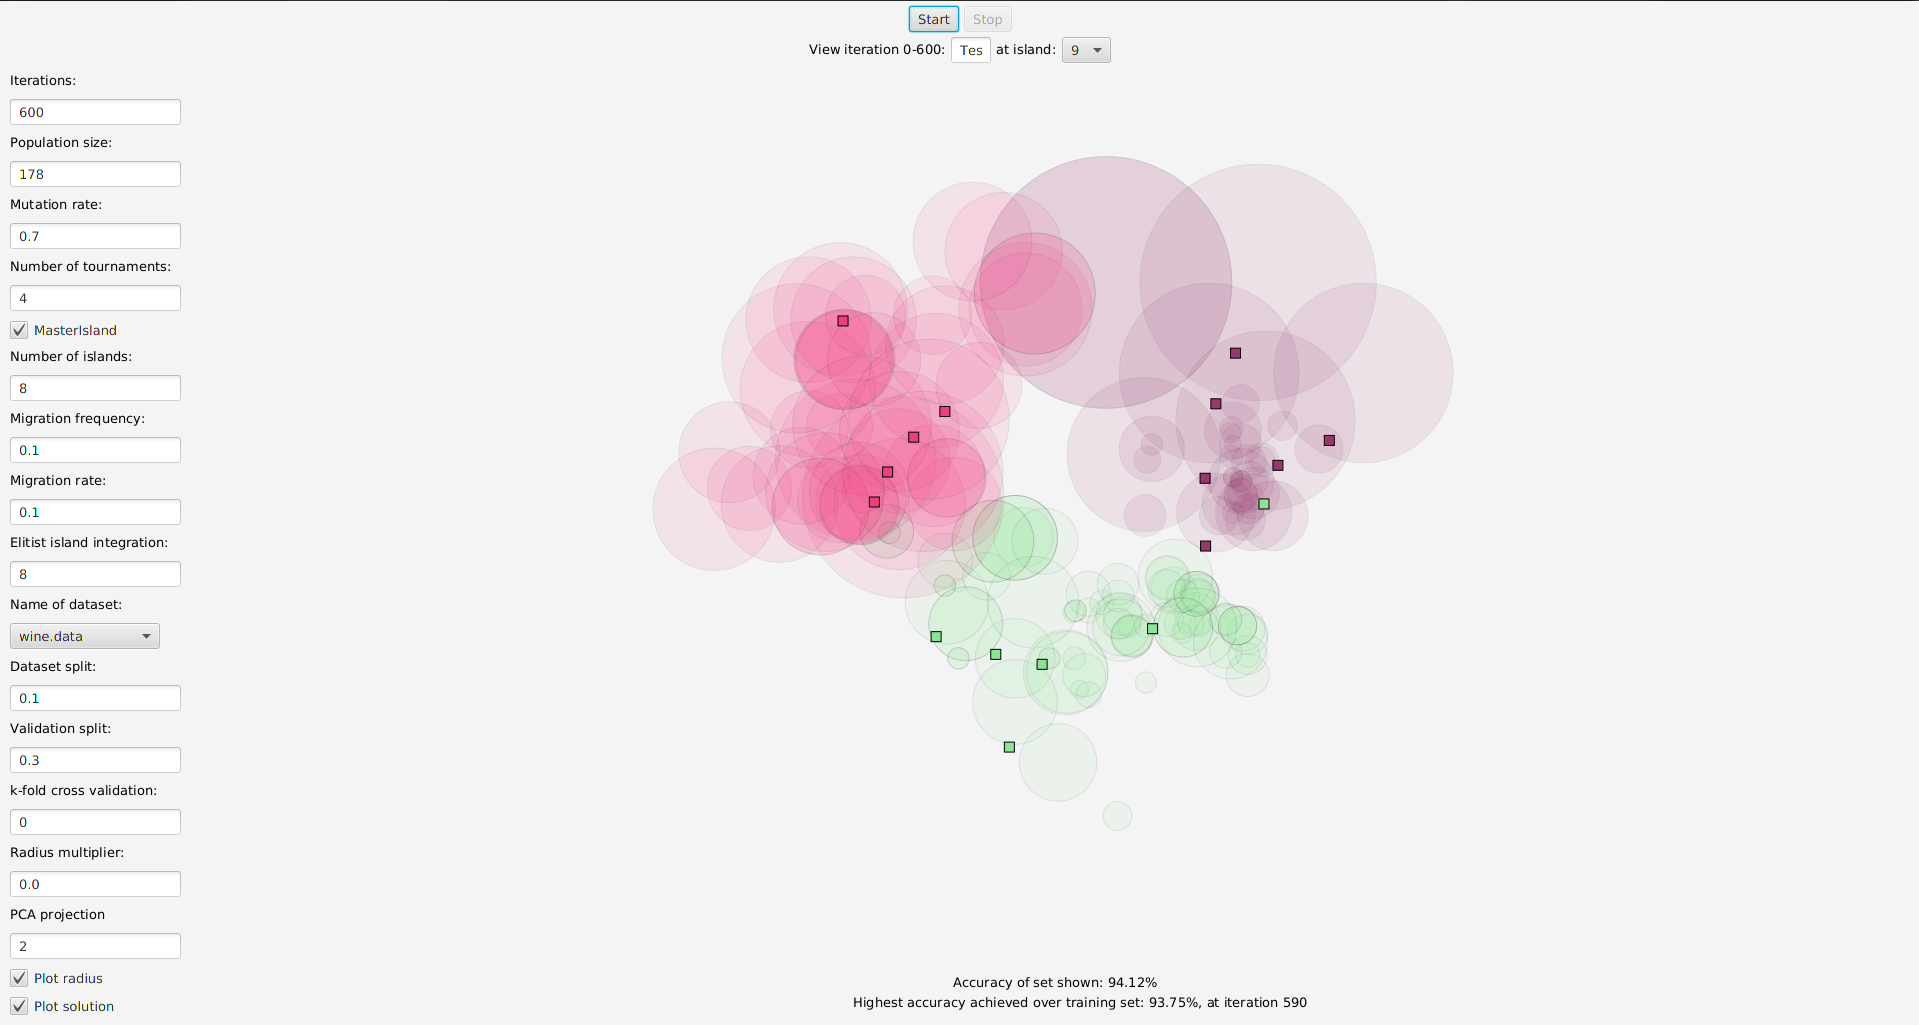 Start Stop
View iteration 0-600: Tes at island: 9
Iterations:
600
Population size:
178
Mutation rate:
0.7
Number of tournaments:
4
MasterIsland
Number of islands:
8
Migration frequency:
0.1
Migration rate:
0.1
Elitist island integration:
8
Name of dataset:
wine.data
Dataset split:
0.1
Validation split:
0.3
k-fold cross validation:
0
Radius multiplier:
0.0
PCA projection
2
Plot radius
Plot solution
Accuracy of set shown: 94.12%
Highest accuracy achieved over training set: 93.75%, at iteration 590